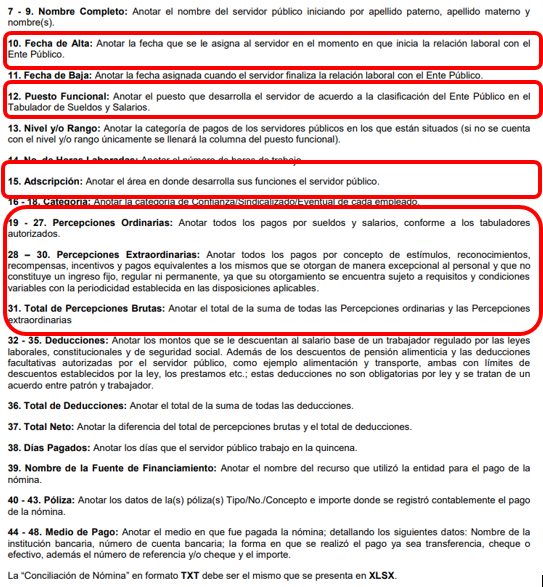 7 - 9. Nombre Completo: Anotar el nombre del servidor público iniciando por apellido paterno, apellido materno y
nombre(s).
10. Fecha de Alta: Anotar la fecha que se le asigna al servidor en el momento en que inicia la relación laboral con el
Ente Público.
11. Fecha de Baja: Anotar la fecha asignada cuando el servidor finaliza la relación laboral con el Ente Público.
12. Puesto Funcional: Anotar el puesto que desarrolla el servidor de acuerdo a la clasificación del Ente Público en el
Tabulador de Sueldos y Salarios.
13. Nivel y/o Rango: Anotar la categoría de pagos de los servidores públicos en los que están situados (si no se cuenta
con el nivel y/o rango únicamente se llenará la columna del puesto funcional).
14. No. de Horas Laboradas: Anotar el número de horas de trabajo.
15. Adscripción: Anotar el área en donde desarrolla sus funciones el servidor público.
16 - 18. Categoría: Anotar la categoría de Confianza/Sindicalizado/Eventual de cada empleado.
19 - 27. Percepciones Ordinarias: Anotar todos los pagos por sueldos y salarios, conforme a los tabuladores
autorizados.
28 – 30. Percepciones Extraordinarias: Anotar todos los pagos por concepto de estímulos, reconocimientos,
recompensas, incentivos y pagos equivalentes a los mismos que se otorgan de manera excepcional al personal y que no
constituye un ingreso fijo, regular ni permanente, ya que su otorgamiento se encuentra sujeto a requisitos y condiciones
variables con la periodicidad establecida en las disposiciones aplicables.
31. Total de Percepciones Brutas: Anotar el total de la suma de todas las Percepciones ordinarias y las Percepciones
extraordinarias
32 - 35. Deducciones: Anotar los montos que se le descuentan al salario base de un trabajador regulado por las leyes
laborales, constitucionales y de seguridad social. Además de los descuentos de pensión alimenticia y las deducciones
facultativas autorizadas por el servidor público, como ejemplo alimentación y transporte, ambas con límites de
descuentos establecidos por la ley, los prestamos etc.; estas deducciones no son obligatorias por ley y se tratan de un
acuerdo entre patrón y trabajador.
36. Total de Deducciones: Anotar el total de la suma de todas las deducciones.
37. Total Neto: Anotar la diferencia del total de percepciones brutas y el total de deducciones.
38. Días Pagados: Anotar los días que el servidor público trabajo en la quincena.
39. Nombre de la Fuente de Financiamiento: Anotar el nombre del recurso que utilizó la entidad para el pago de la
nómina.
40 - 43. Póliza: Anotar los datos de la(s) póliza(s) Tipo/No./Concepto e importe donde se registró contablemente el pago
de la nómina.
44 - 48. Medio de Pago: Anotar el medio en que fue pagada la nómina; detallando los siguientes datos: Nombre de la
institución bancaria, número de cuenta bancaria; la forma en que se realizó el pago ya sea transferencia, cheque o
efectivo, además el número de referencia y/o cheque y el importe.
La “Conciliación de Nómina” en formato TXT debe ser el mismo que se presenta en XLSX.